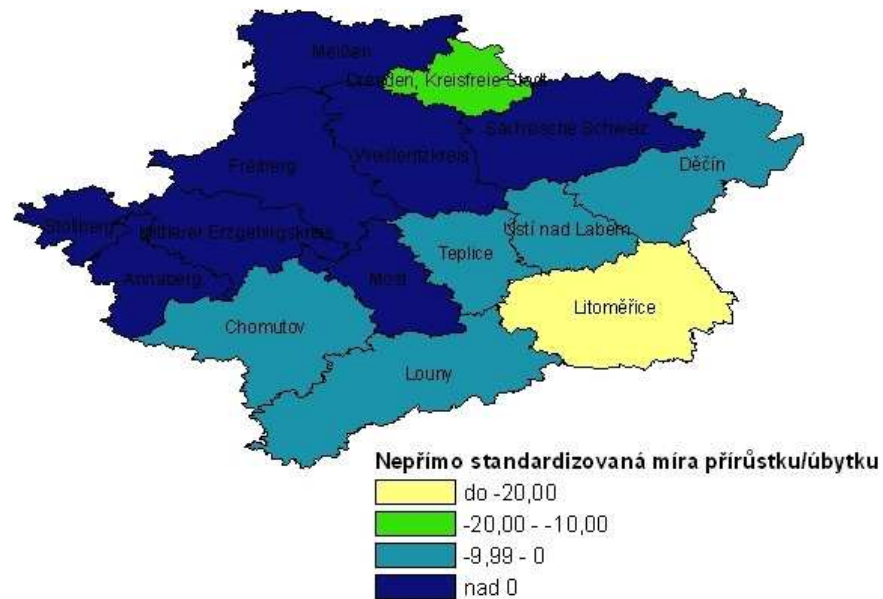 Meißen
Dresden, Kreisfreie Stadt
Sächsische Schweiz
Freiberg
Weißeritzkreis
Děčín
Stollberg
Mittlerer Erzgebirgskreis
Ústí nad Labem
Annaberg
Most
Teplice
Chomutov
Litoměřice
Louny
Nepřímo standardizovaná míra přírůstku/úbytku
do -20,00
-20,00 - -10,00
-9,99 - 0
nad 0